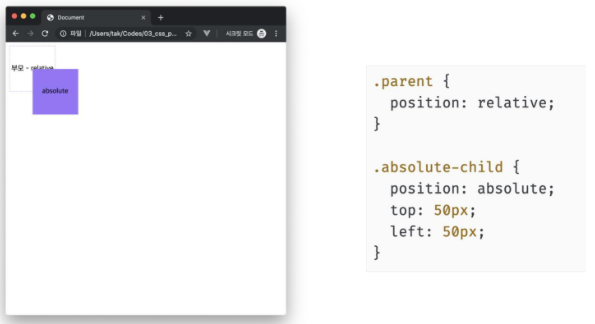 Document
파일 | /Users/tak/Codes/03_css_p...
시크릿 모드
부모 - relative
absolute
.parent {
position: relative;
}
.absolute-child {
position: absolute;
top: 50px;
left: 50px;
}